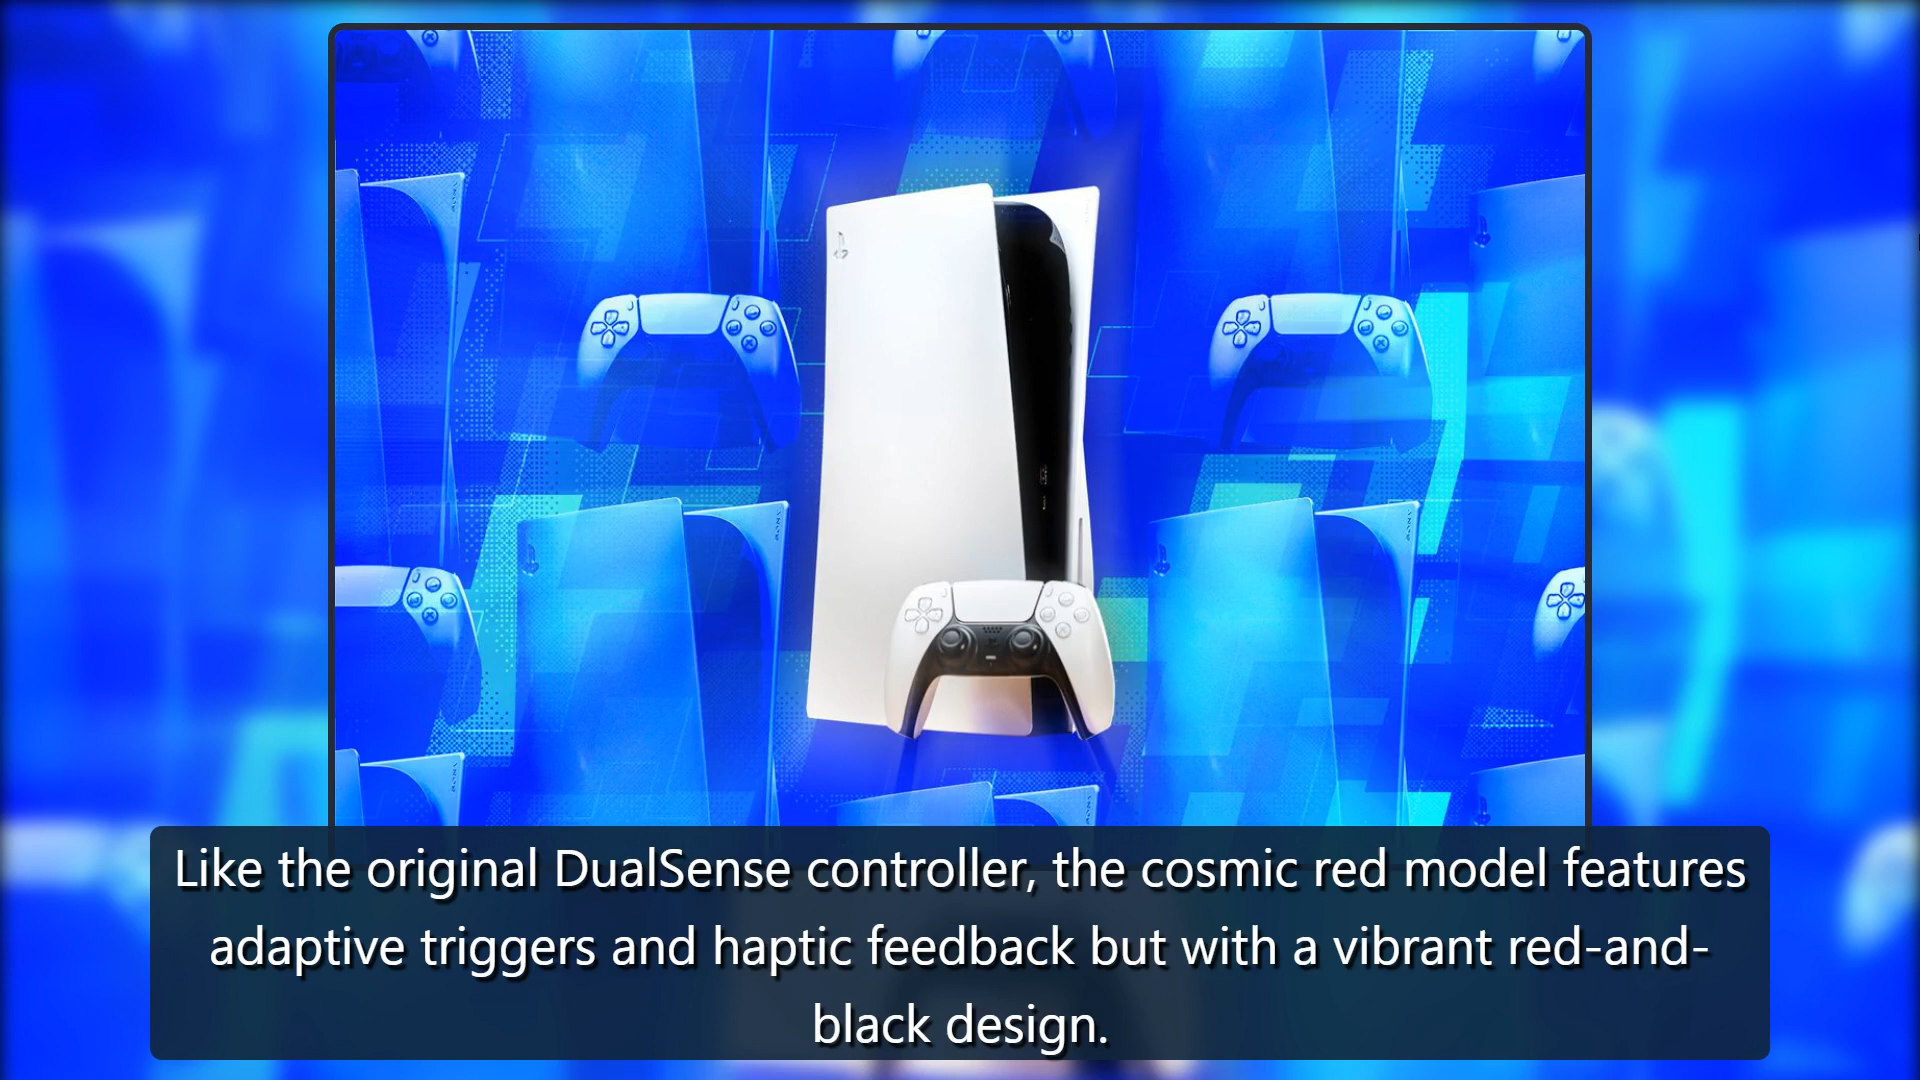 Like the original DualSense controller, the cosmic red model features
adaptive triggers and haptic feedback but with a vibrant red-and-
black design.